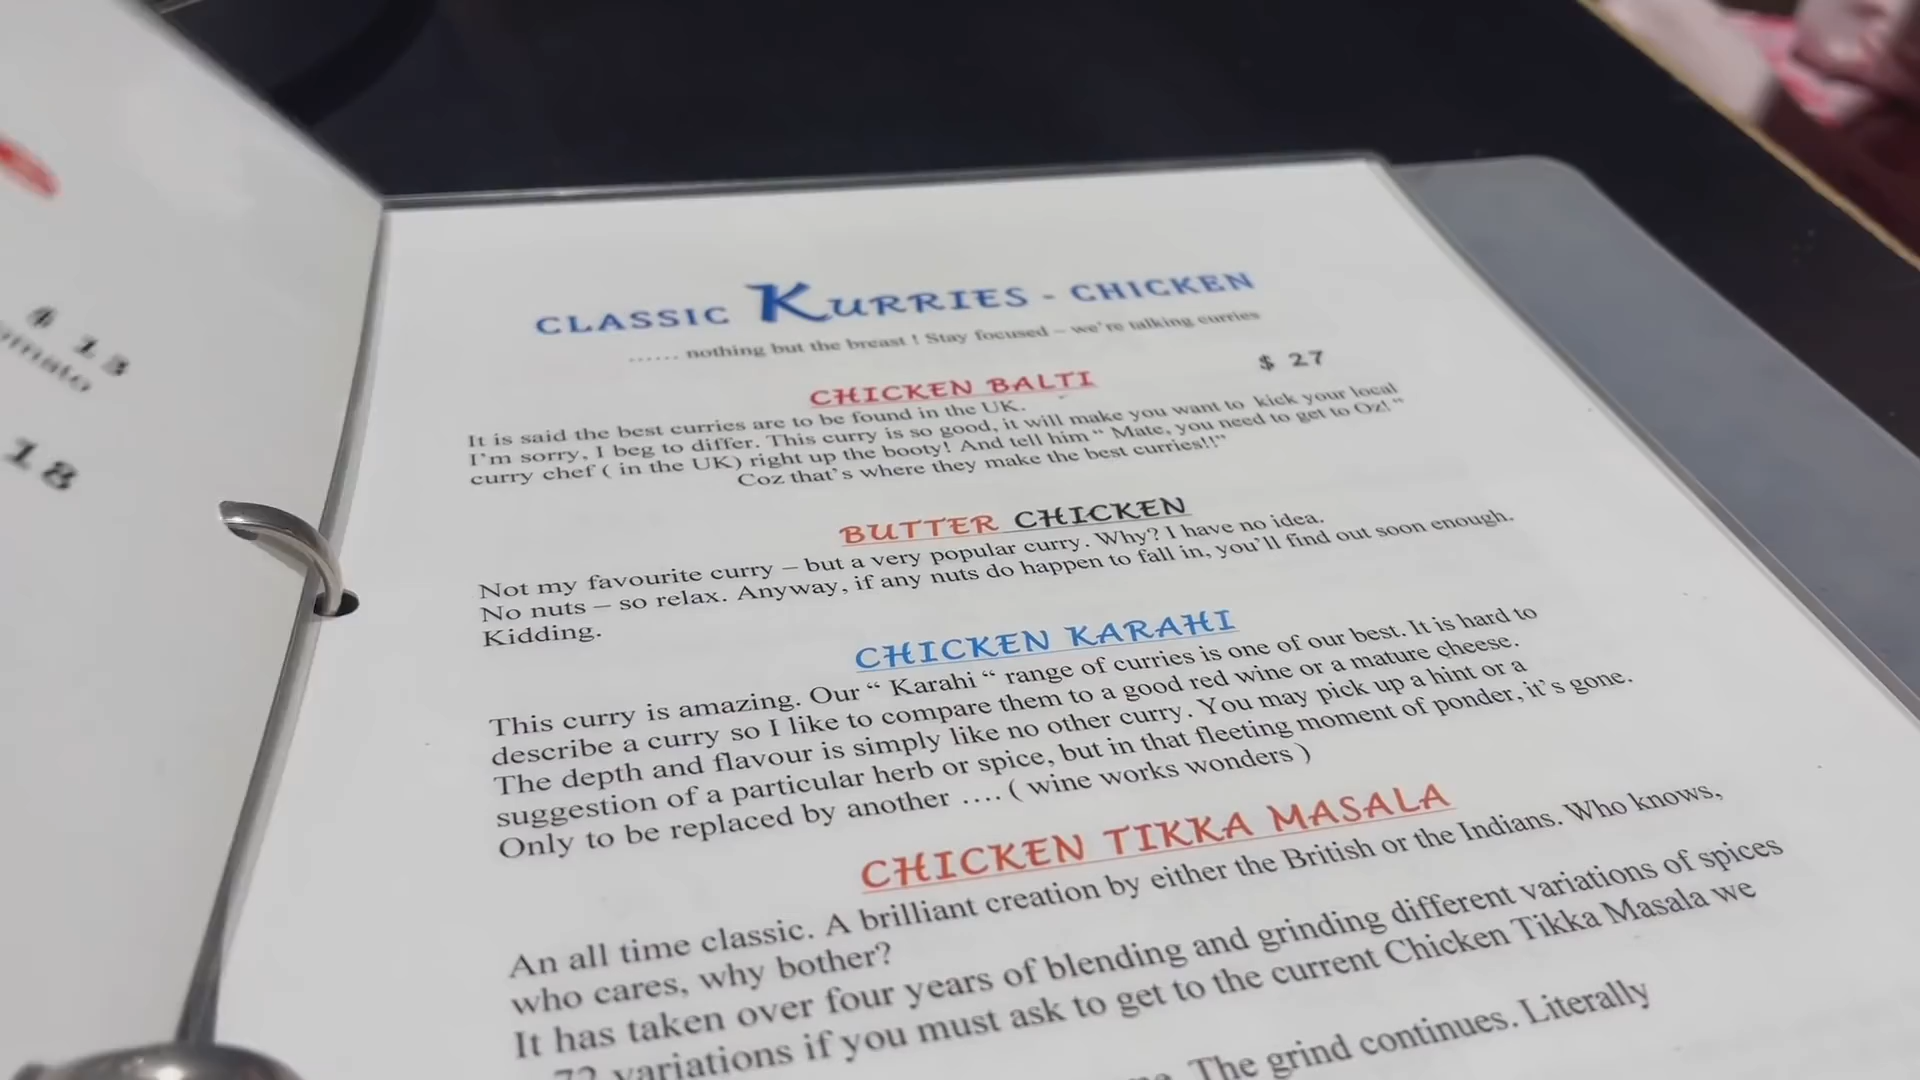 $ 13
18
CLASSIC KURRIES - CHICKEN
...... nothing but the breast ! Stay focused – we're talking curries
$ 27
CHICKEN BALTI
It is said the best curries are to be found in the UK.
I'm sorry, I beg to differ. This curry is so good, it will make you want to kick your local
curry chef ( in the UK) right up the booty! And tell him “ Mate, you need to get to Oz! ”
Coz that's where they make the best curries!!”
BUTTER CHICKEN
Not my favourite curry – but a very popular curry. Why? I have no idea.
No nuts – so relax. Anyway, if any nuts do happen to fall in, you'll find out soon enough.
Kidding.
CHICKEN KARAHI
This curry is amazing. Our “ Karahi “ range of curries is one of our best. It is hard to
describe a curry so I like to compare them to a good red wine or a mature cheese.
The depth and flavour is simply like no other curry. You may pick up a hint or a
suggestion of a particular herb or spice, but in that fleeting moment of ponder, it's gone.
Only to be replaced by another …. ( wine works wonders )
CHICKEN TIKKA MASALA
An all time classic. A brilliant creation by either the British or the Indians. Who knows,
who cares, why bother?
It has taken over four years of blending and grinding different variations of spices
72 variations if you must ask to get to the current Chicken Tikka Masala we
The grind continues. Literally